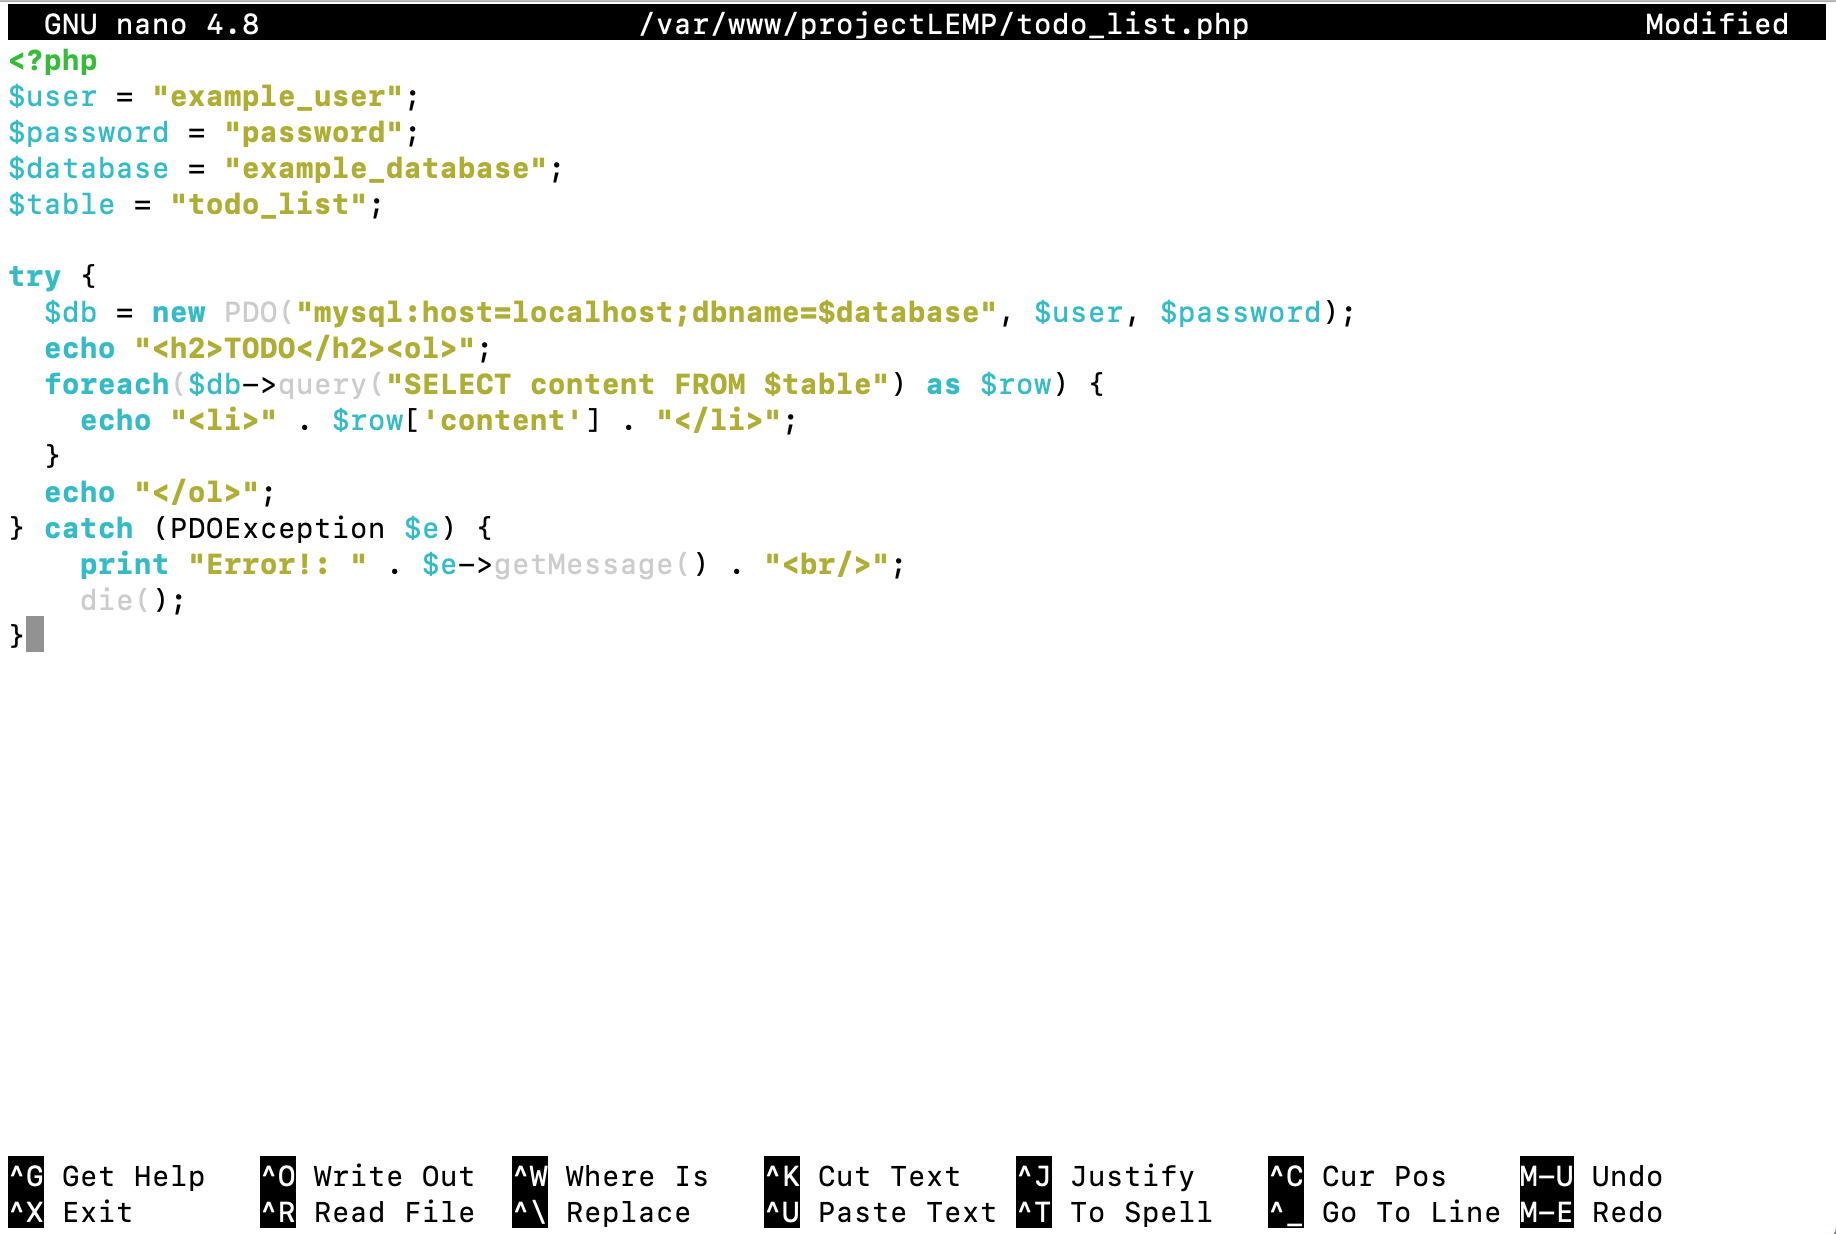 GNU nano 4.8 /var/www/projectLEMP/todo_list.php Modified
<?php
$user = "example_user";
$password = "password";
$database = "example_database";
$table = "todo_list";

try {
  $db = new PDO("mysql:host=localhost;dbname=$database", $user, $password);
  echo "<h2>TODO</h2><ol>";
  foreach($db->query("SELECT content FROM $table") as $row) {
    echo "<li>" . $row['content'] . "</li>";
  }
  echo "</ol>";
} catch (PDOException $e) {
    print "Error!: " . $e->getMessage() . "<br/>";
    die();
}
^G Get Help ^O Write Out ^W Where Is ^K Cut Text ^J Justify ^C Cur Pos M-U Undo
^X Exit ^R Read File ^\ Replace ^U Paste Text ^T To Spell ^_ Go To Line M-E Redo